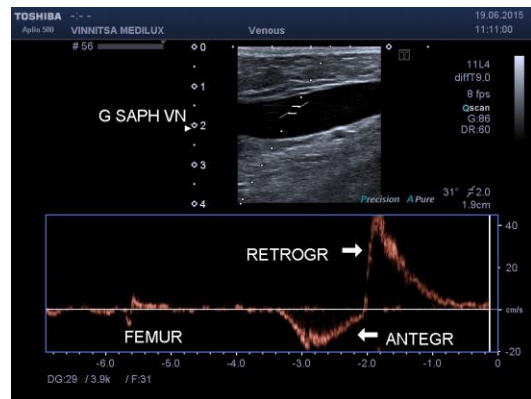 TOSHIBA -:- - 19.06.2015
Aplio 500 VINNITSA MEDILUX Venous 11:11:00
# 56
0
T
11L4
diffT9.0
8 fps
Qscan
G:86
DR:60
1
G SAPH VN
2
3
4
Precision APure
31° 2.0
1.9cm
40
RETROGR
20
cm/s
FEMUR
ANTEGR
-20
-6.0 -5.0 -4.0 -3.0 -2.0 -1.0 0.0
DG:29 /3.9k /F:31